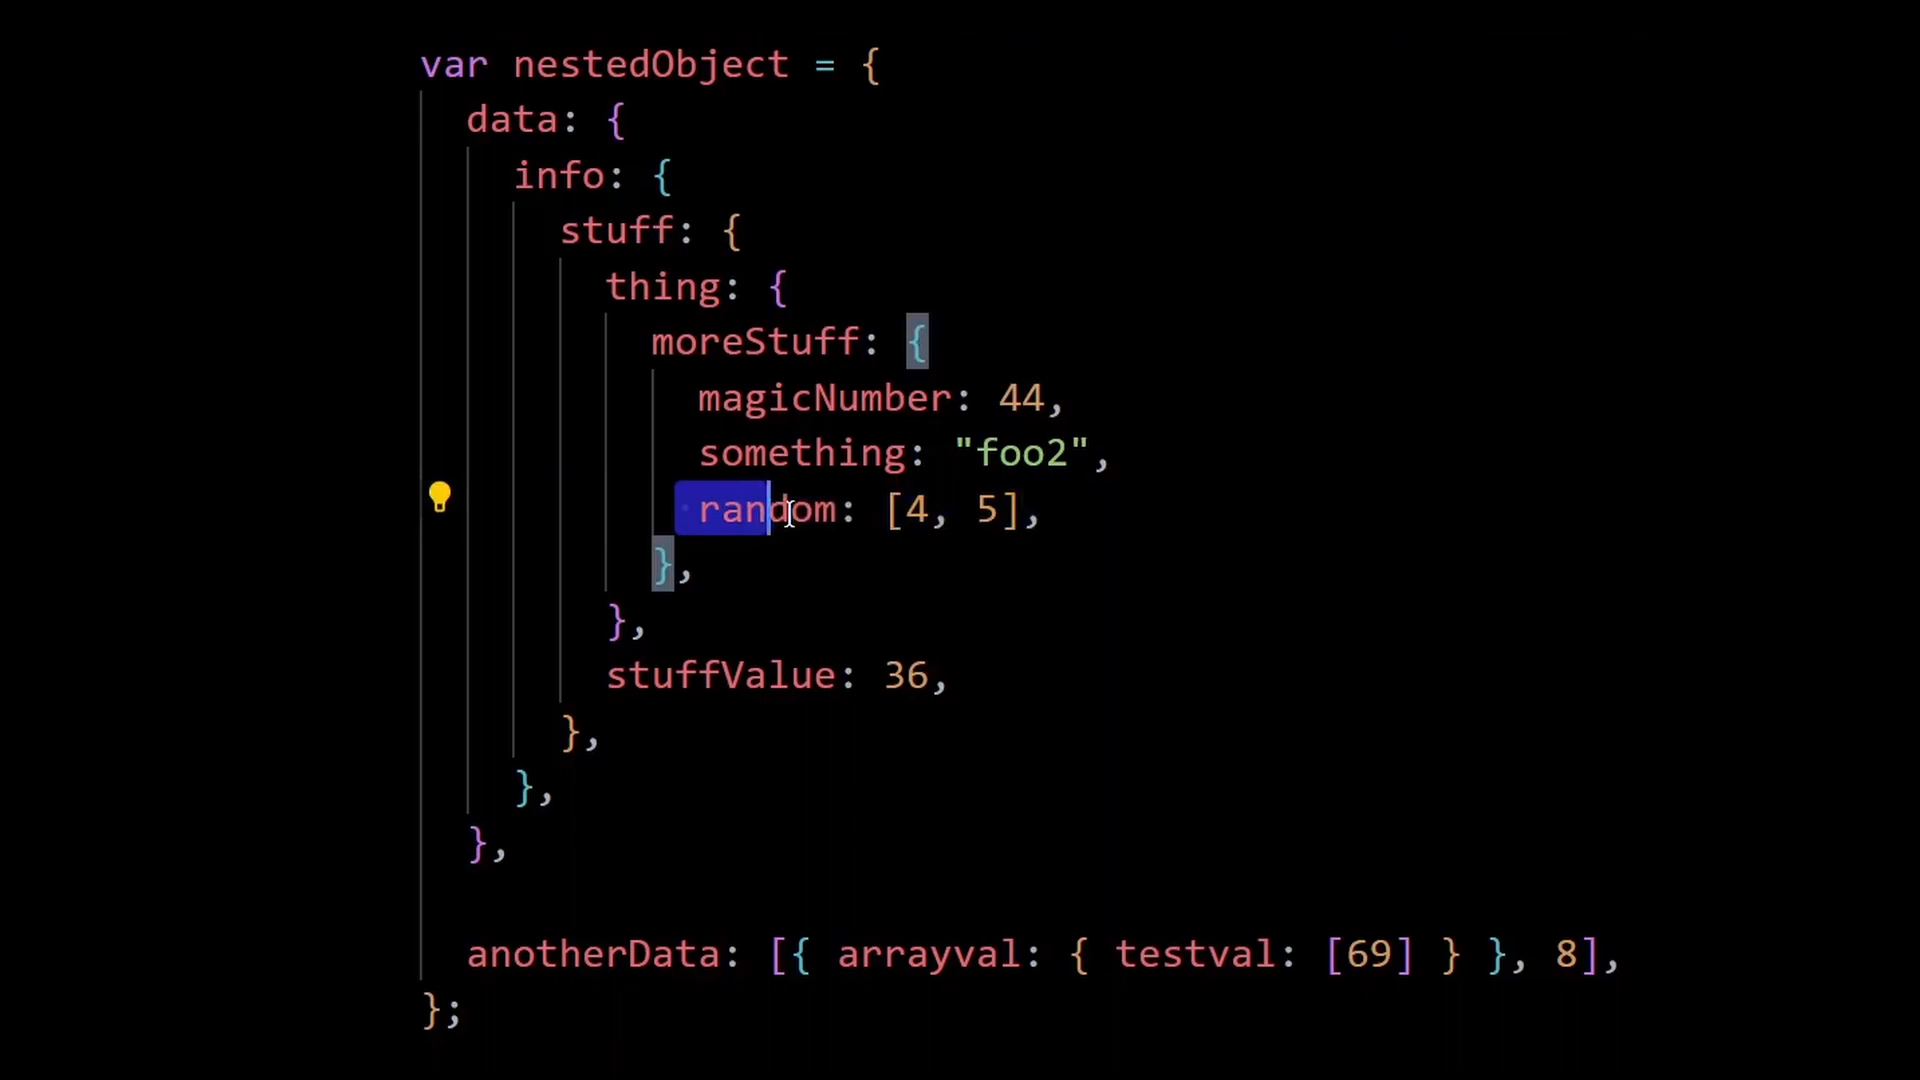 var nestedObject = {
data: {
info: {
stuff: {
thing: {
moreStuff: {
magicNumber: 44,
something: "foo2",
random: [4, 5],
},
},
stuffValue: 36,
},
},
},
anotherData: [{ arrayval: { testval: [69] } }, 8],
};